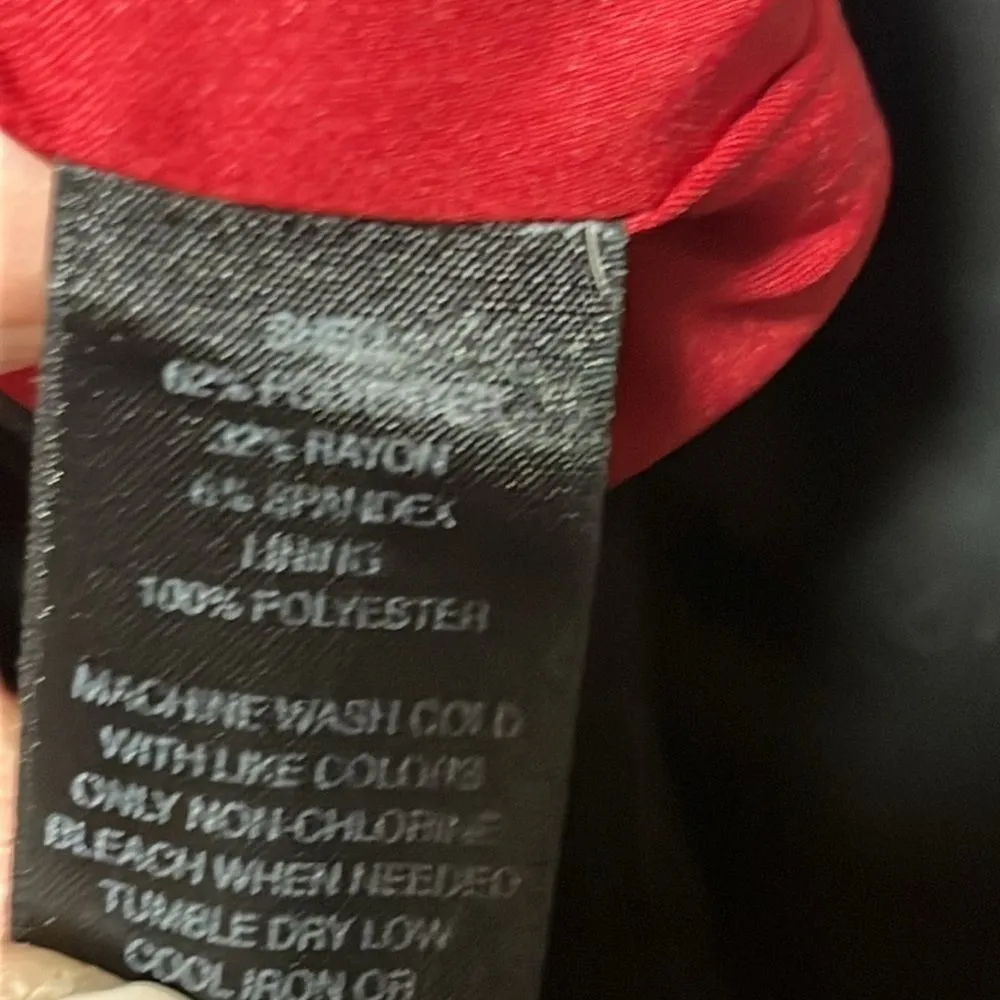 SHELL
62% POLYESTER
32% RAYON
6% SPANDEX
LINING
100% POLYESTER
MACHINE WASH COLD
WITH LIKE COLORS
ONLY NON-CHLORINE
BLEACH WHEN NEEDED
TUMBLE DRY LOW
COOL IRON OR